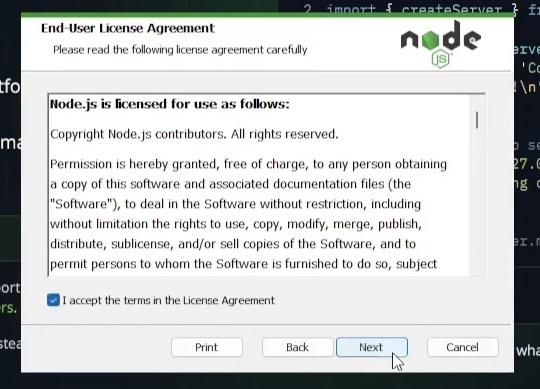 2 import { createServer } fr
End-User License Agreement
Please read the following license agreement carefully
node
JS
Node.js is licensed for use as follows:
Copyright Node.js contributors. All rights reserved.
Permission is hereby granted, free of charge, to any person obtaining
a copy of this software and associated documentation files (the
"Software"), to deal in the Software without restriction, including
without limitation the rights to use, copy, modify, merge, publish,
distribute, sublicense, and/or sell copies of the Software, and to
permit persons to whom the Software is furnished to do so, subject
I accept the terms in the License Agreement
Print
Back
Next
Cancel
tfo
ma
port
rs.
stea
erve
'Co
!\n'
se
27.0
ng
er.m
wha